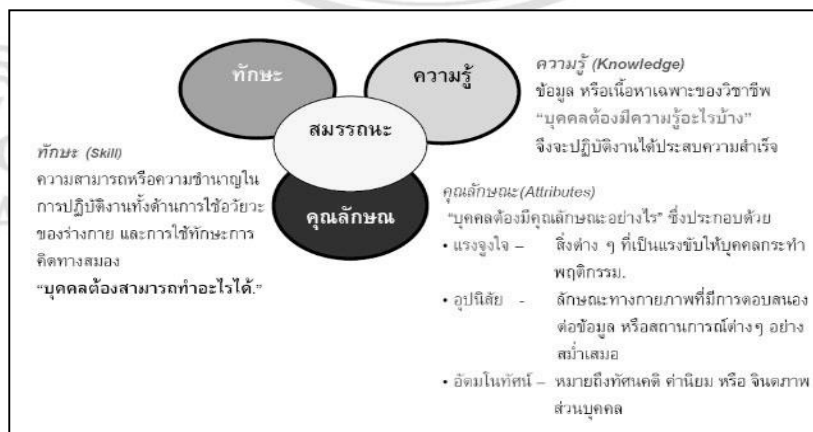 ทักษะ
ความรู้
สมรรถนะ
คุณลักษณ
ความรู้ (Knowledge)
ข้อมูล หรือเนื้อหาเฉพาะของวิชาชีพ
“บุคคลต้องมีความรู้อะไรบ้าง”
จึงจะปฏิบัติงานได้ประสบความสำเร็จ
ทักษะ (Skill)
ความสามารถหรือความชำนาญใน
การปฏิบัติงานทั้งด้านการใช้อวัยวะ
ของร่างกาย และการใช้ทักษะการ
คิดทางสมอง
“บุคคลต้องสามารถทำอะไรได้.”
คุณลักษณะ(Attributes)
“บุคคลต้องมีคุณลักษณะอย่างไร” ซึ่งประกอบด้วย
• แรงจูงใจ – สิ่งต่าง ๆ ที่เป็นแรงขับให้บุคคลกระทำ
พฤติกรรม.
• อุปนิสัย - ลักษณะทางกายภาพที่มีการตอบสนอง
ต่อข้อมูล หรือสถานการณ์ต่างๆ อย่าง
สม่ำเสมอ
• อัตมโนทัศน์ – หมายถึงทัศนคติ ค่านิยม หรือ จินตภาพ
ส่วนบุคคล